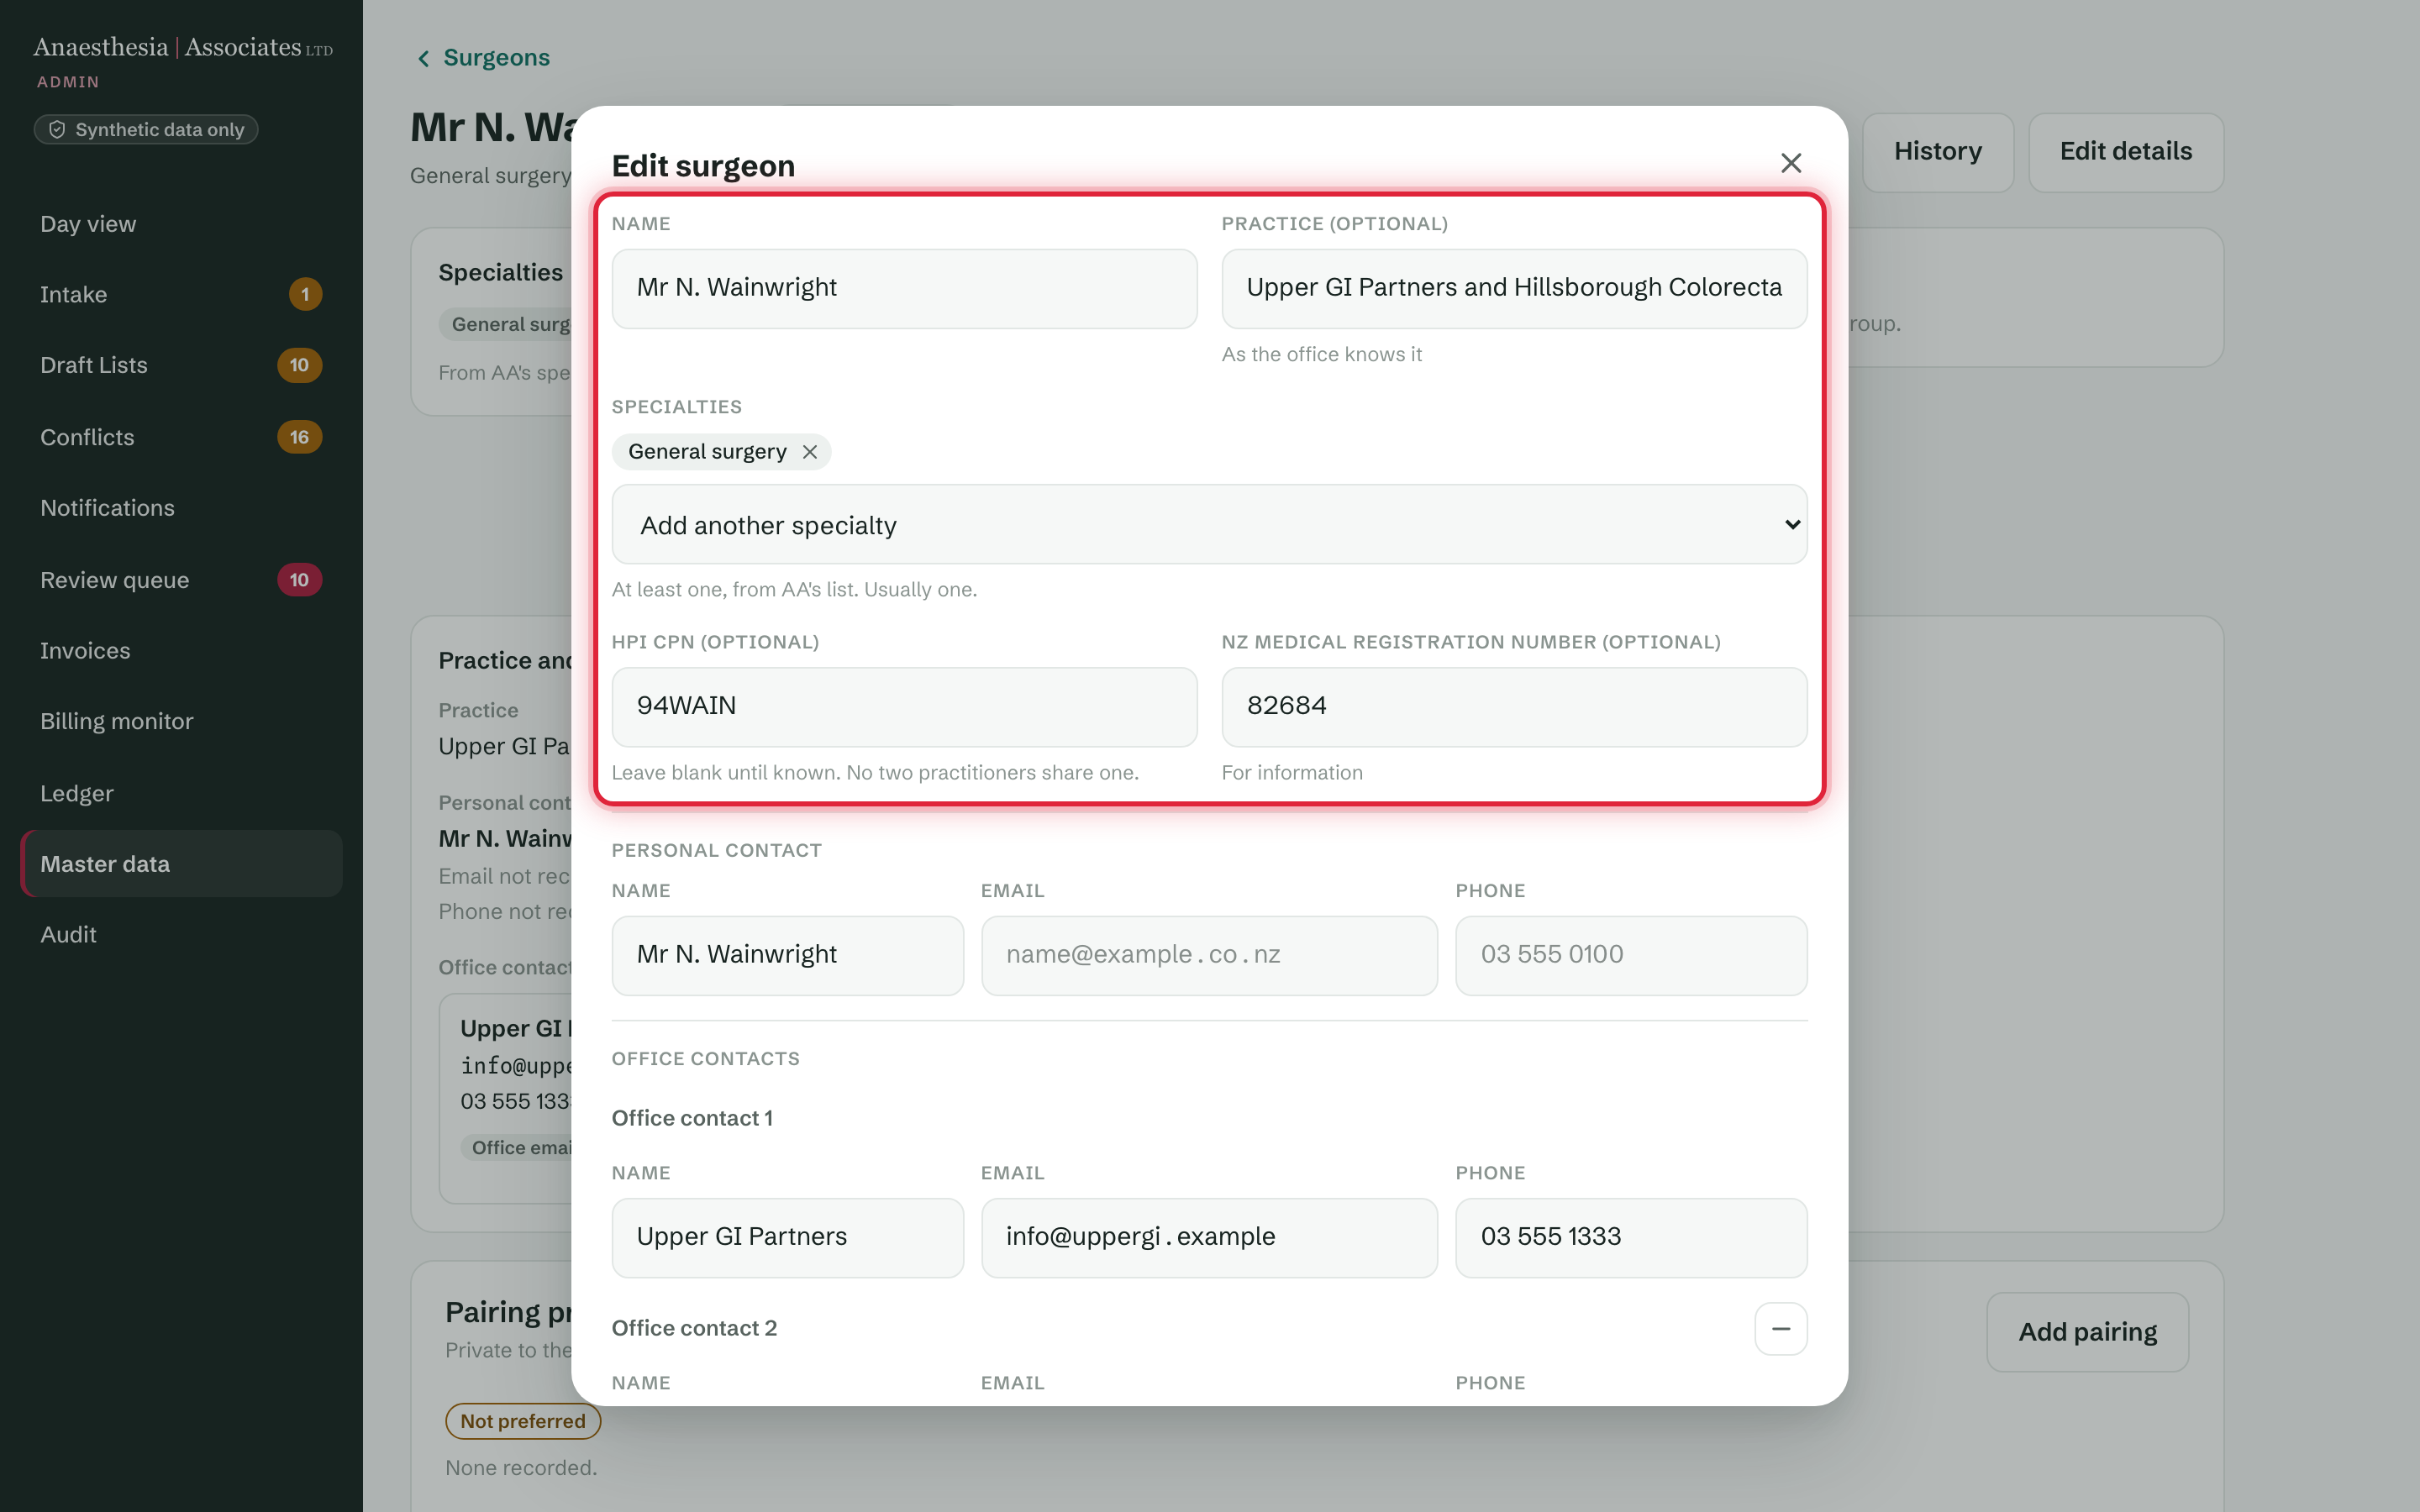 Anaesthesia | Associates LTD
ADMIN
Synthetic data only
Day view
Intake 1
Draft Lists 10
Conflicts 16
Notifications
Review queue 10
Invoices
Billing monitor
Ledger
Master data
Audit
Surgeons
Mr N. Wa
General surgery
History
Edit details
Specialties
General surg
From AA's spe
roup.
Practice and
Practice
Upper GI Pa
Personal cont
Mr N. Wainw
Email not rec
Phone not rec
Office contact
Upper GI
info@uppe
03 555 133
Office emai
Pairing pr
Private to the
Add pairing
Not preferred
None recorded.
Edit surgeon
NAME PRACTICE (OPTIONAL)
Mr N. Wainwright Upper GI Partners and Hillsborough Colorecta
As the office knows it
SPECIALTIES
General surgery
Add another specialty
At least one, from AA's list. Usually one.
HPI CPN (OPTIONAL) NZ MEDICAL REGISTRATION NUMBER (OPTIONAL)
94WAIN 82684
Leave blank until known. No two practitioners share one. For information
PERSONAL CONTACT
NAME EMAIL PHONE
Mr N. Wainwright name@example.co.nz 03 555 0100
OFFICE CONTACTS
Office contact 1
NAME EMAIL PHONE
Upper GI Partners info@uppergi.example 03 555 1333
Office contact 2
NAME EMAIL PHONE